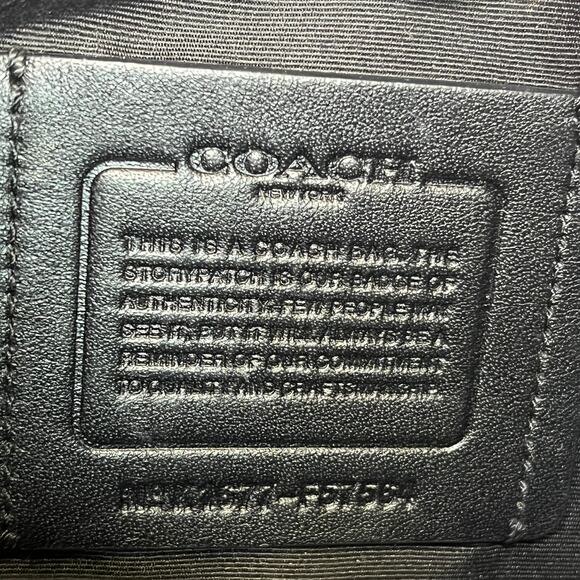 COACH
NEW YORK
THIS IS A COACH BAG. THE
STORYPATCH IS OUR BADGE OF
AUTHENTICITY. FEW PEOPLE MAY
SEE IT, BUT IT WILL ALWAYS BE A
REMINDER OF OUR COMMITMENT
TO QUALITY AND CRAFTSMANSHIP.